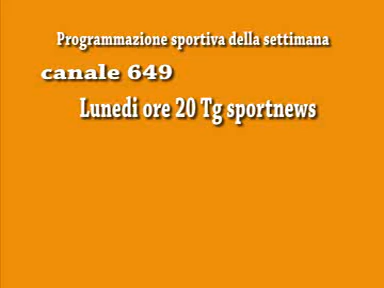 Programmazione sportiva della settimana
canale 649
Lunedi ore 20 Tg sportnews